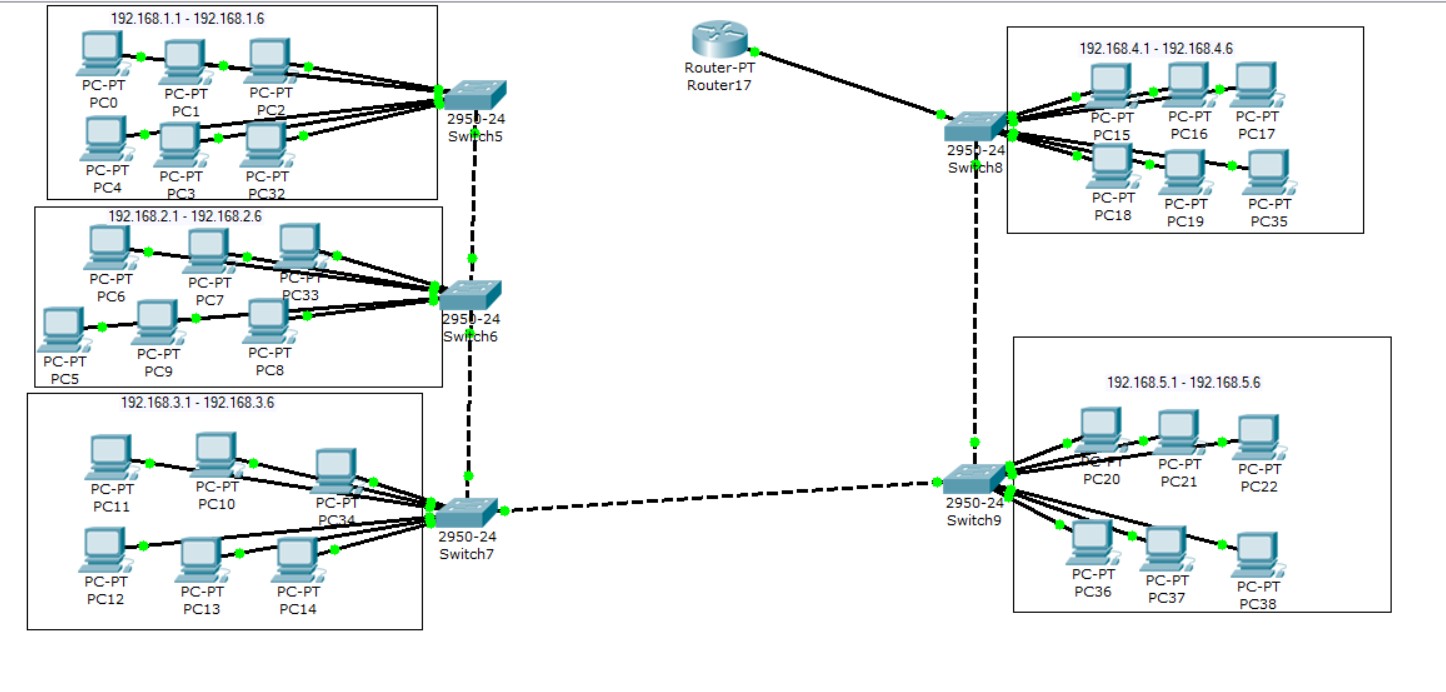 192.168.1.1 - 192.168.1.6
PC-PT
PC0
PC-PT
PC1
PC-PT
PC2
PC-PT
PC4
PC-PT
PC3
PC-PT
PC32
2950-24
Switch5
192.168.2.1 - 192.168.2.6
PC-PT
PC6
PC-PT
PC7
PC-PT
PC33
PC-PT
PC5
PC-PT
PC9
PC-PT
PC8
2950-24
Switch6
192.168.3.1 - 192.168.3.6
PC-PT
PC11
PC-PT
PC10
PC-PT
PC34
PC-PT
PC12
PC-PT
PC13
PC-PT
PC14
2950-24
Switch7
Router-PT
Router17
2950-24
Switch8
192.168.4.1 - 192.168.4.6
PC-PT
PC15
PC-PT
PC16
PC-PT
PC17
PC-PT
PC18
PC-PT
PC19
PC-PT
PC35
2950-24
Switch9
192.168.5.1 - 192.168.5.6
PC-PT
PC20
PC-PT
PC21
PC-PT
PC22
PC-PT
PC36
PC-PT
PC37
PC-PT
PC38